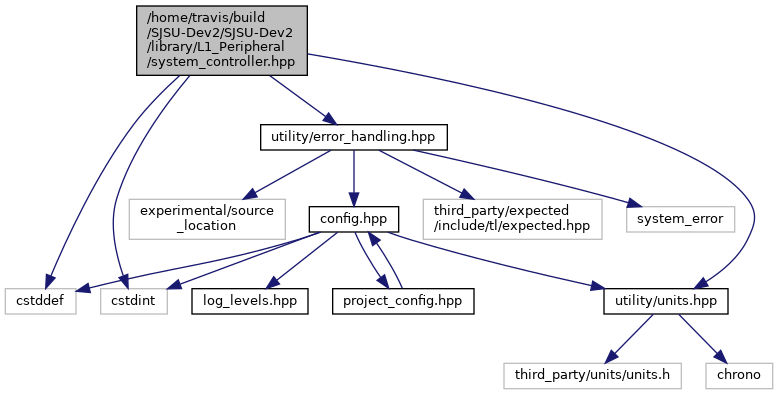 /home/travis/build
/SJSU-Dev2/SJSU-Dev2
/library/L1_Peripheral
/system_controller.hpp
utility/error_handling.hpp
experimental/source
_location
config.hpp
third_party/expected
/include/tl/expected.hpp
system_error
cstddef
cstdint
log_levels.hpp
project_config.hpp
utility/units.hpp
third_party/units/units.h
chrono